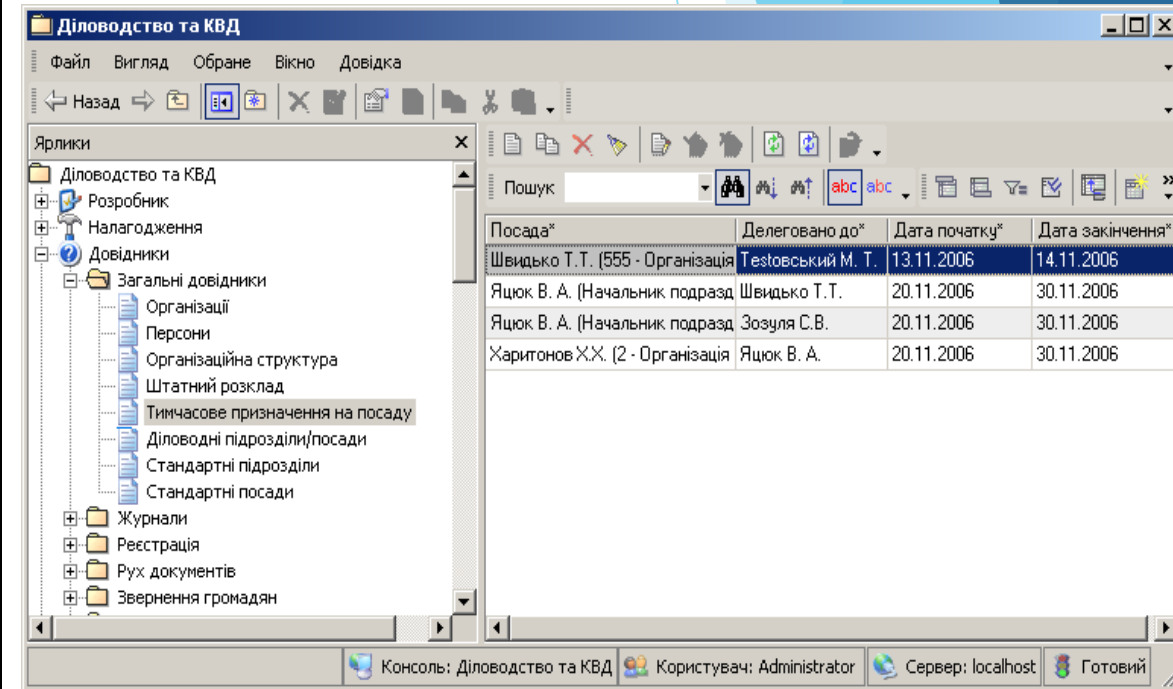 Діловодство та КВД
Файл Вигляд Обране Вікно Довідка
Назад
Ярлики
Діловодство та КВД
Розробник
Налагодження
Довідники
Загальні довідники
Організації
Персони
Організаційна структура
Штатний розклад
Тимчасове призначення на посаду
Діловодні підрозділи/посади
Стандартні підрозділи
Стандартні посади
Журнали
Реєстрація
Рух документів
Звернення громадян
Пошук abc abc
Посада* Делеговано до* Дата початку* Дата закінчення*
Швидько Т.Т. (555 - Організація Testовський М. Т. 13.11.2006 14.11.2006
Яцюк В. А. (Начальник подразд Швидько Т.Т. 20.11.2006 30.11.2006
Яцюк В. А. (Начальник подразд Зозуля С.В. 20.11.2006 30.11.2006
Харитонов Х.Х. (2 - Організація Яцюк В. А. 20.11.2006 30.11.2006
Консоль: Діловодство та КВД Користувач: Administrator Сервер: localhost Готовий